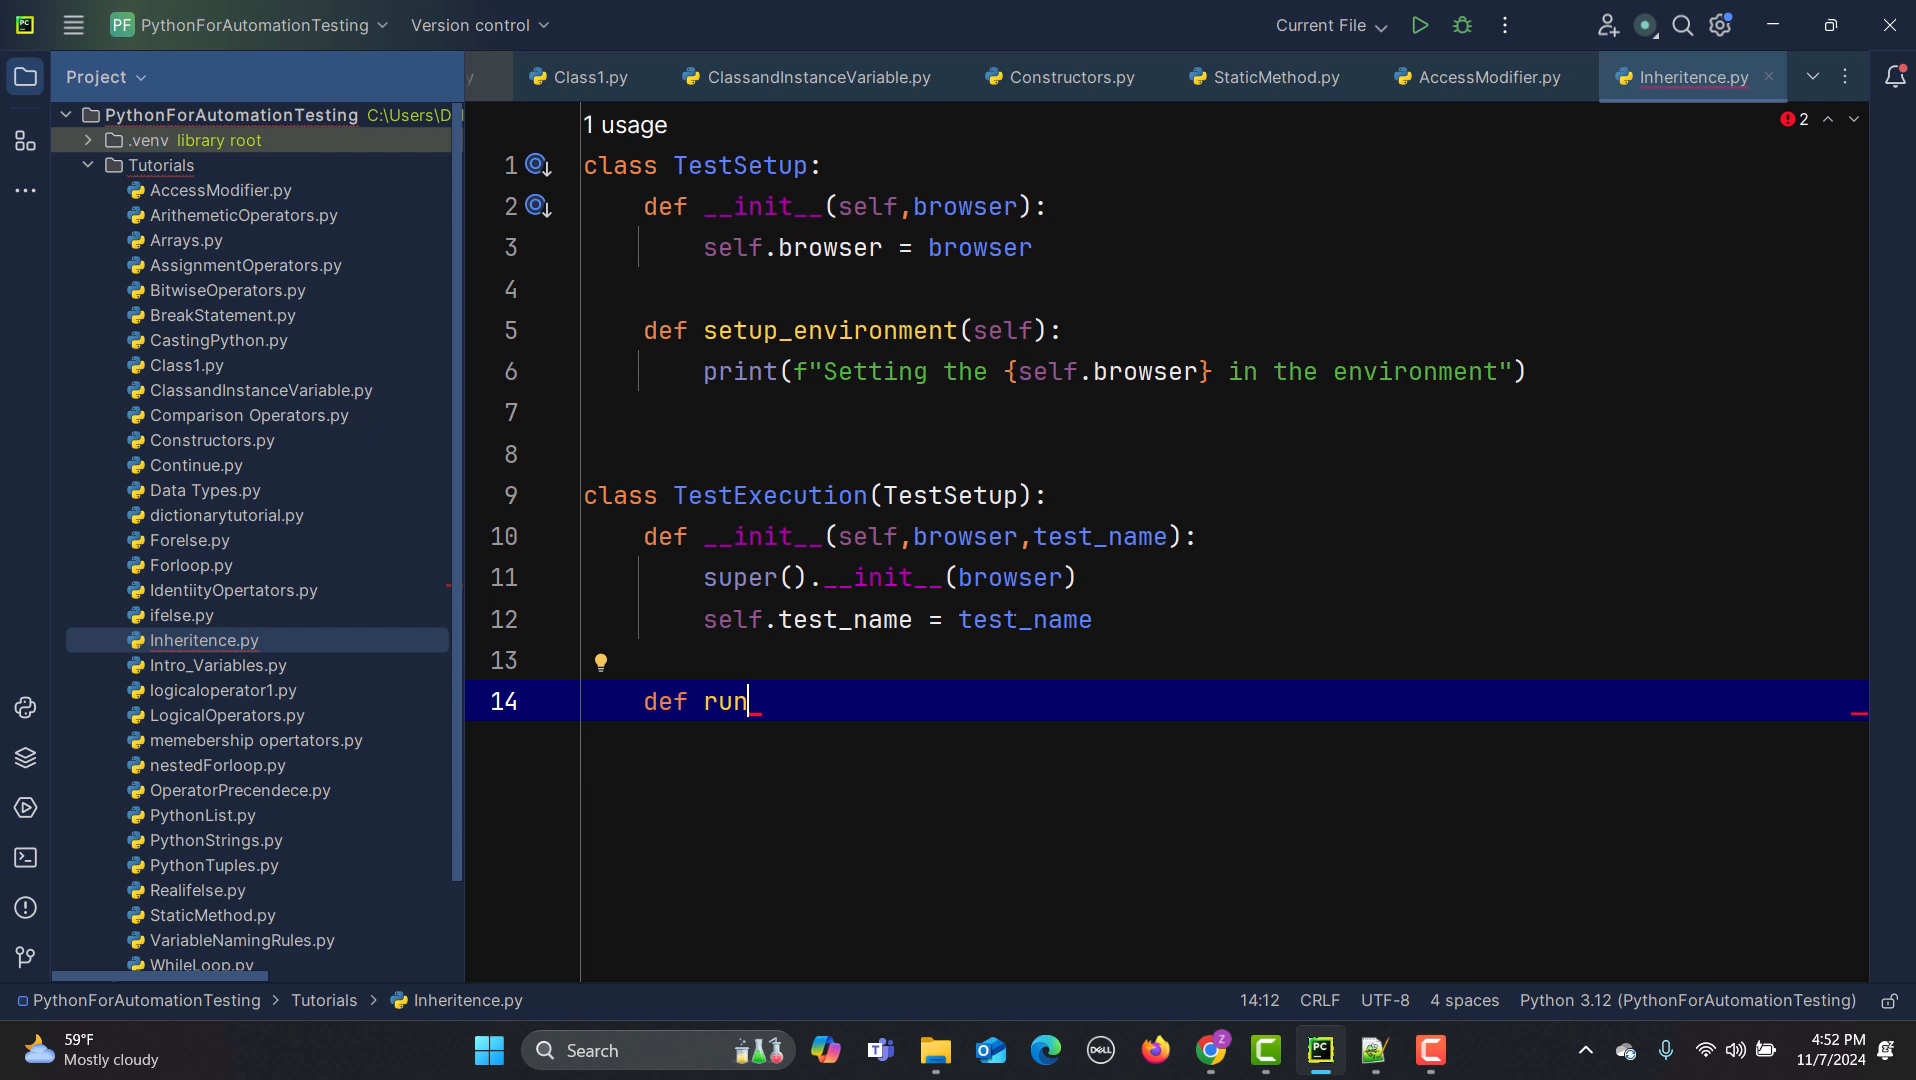 PC
PF PythonForAutomationTesting
Version control
Current File
Project
y
Class1.py
ClassandInstanceVariable.py
Constructors.py
StaticMethod.py
AccessModifier.py
Inheritence.py
PythonForAutomationTesting C:\Users\D
.venv library root
Tutorials
AccessModifier.py
ArithemeticOperators.py
Arrays.py
AssignmentOperators.py
BitwiseOperators.py
BreakStatement.py
CastingPython.py
Class1.py
ClassandInstanceVariable.py
Comparison Operators.py
Constructors.py
Continue.py
Data Types.py
dictionarytutorial.py
Forelse.py
Forloop.py
IdentiityOpertators.py
ifelse.py
Inheritence.py
Intro_Variables.py
logicaloperator1.py
LogicalOperators.py
memebership opertators.py
nestedForloop.py
OperatorPrecendece.py
PythonList.py
PythonStrings.py
PythonTuples.py
Realifelse.py
StaticMethod.py
VariableNamingRules.py
WhileLoop.py
1 usage
2
1 class TestSetup:
2 def __init__(self,browser):
3 self.browser = browser
4
5 def setup_environment(self):
6 print(f"Setting the {self.browser} in the environment")
7
8
9 class TestExecution(TestSetup):
10 def __init__(self,browser,test_name):
11 super().__init__(browser)
12 self.test_name = test_name
13
14 def run
PythonForAutomationTesting > Tutorials > Inheritence.py
14:12 CRLF UTF-8 4 spaces Python 3.12 (PythonForAutomationTesting)
59°F
Mostly cloudy
Search
DELL
Z
PC
4:52 PM
11/7/2024